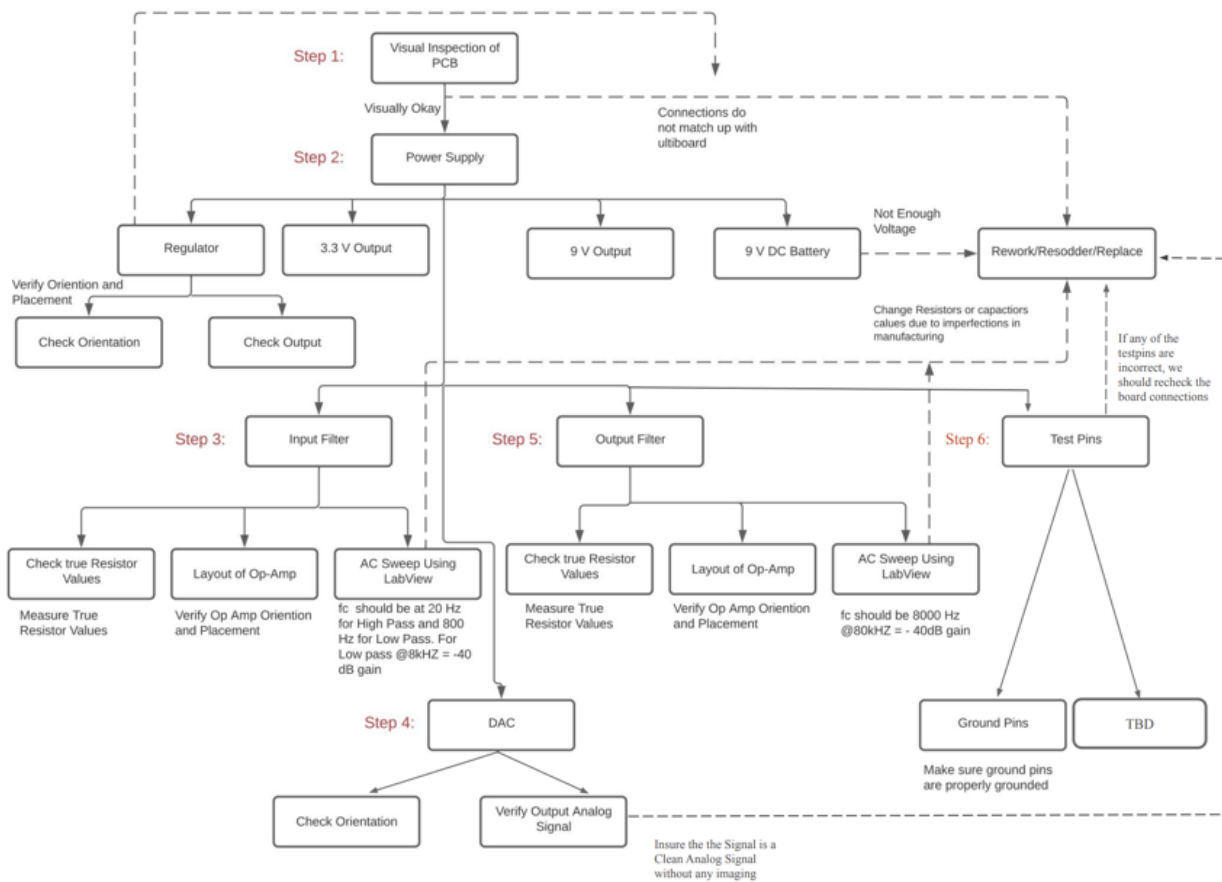 Step 1:
Visual Inspection of
PCB
Visually Okay
Connections do
not match up with
ultiboard
Step 2:
Power Supply
Not Enough
Voltage
Regulator
3.3 V Output
9 V Output
9 V DC Battery
Rework/Resodder/Replace
Verify Oriention and
Placement
Check Orientation
Check Output
Change Resistors or capactiors
calues due to imperfections in
manufacturing
If any of the
testpins are
incorrect, we
should recheck the
board connections
Step 3:
Input Filter
Step 5:
Output Filter
Step 6:
Test Pins
Check true Resistor
Values
Layout of Op-Amp
AC Sweep Using
LabView
Check true Resistor
Values
Layout of Op-Amp
AC Sweep Using
LabView
Measure True
Resistor Values
Verify Op Amp Oriention
and Placement
fc should be at 20 Hz
for High Pass and 800
Hz for Low Pass. For
Low pass @8kHZ = -40
dB gain
Measure True
Resistor Values
Verify Op Amp Oriention
and Placement
fc should be 8000 Hz
@80kHZ = - 40dB gain
Step 4:
DAC
Ground Pins
TBD
Make sure ground pins
are properly grounded
Check Orientation
Verify Output Analog
Signal
Insure the the Signal is a
Clean Analog Signal
without any imaging